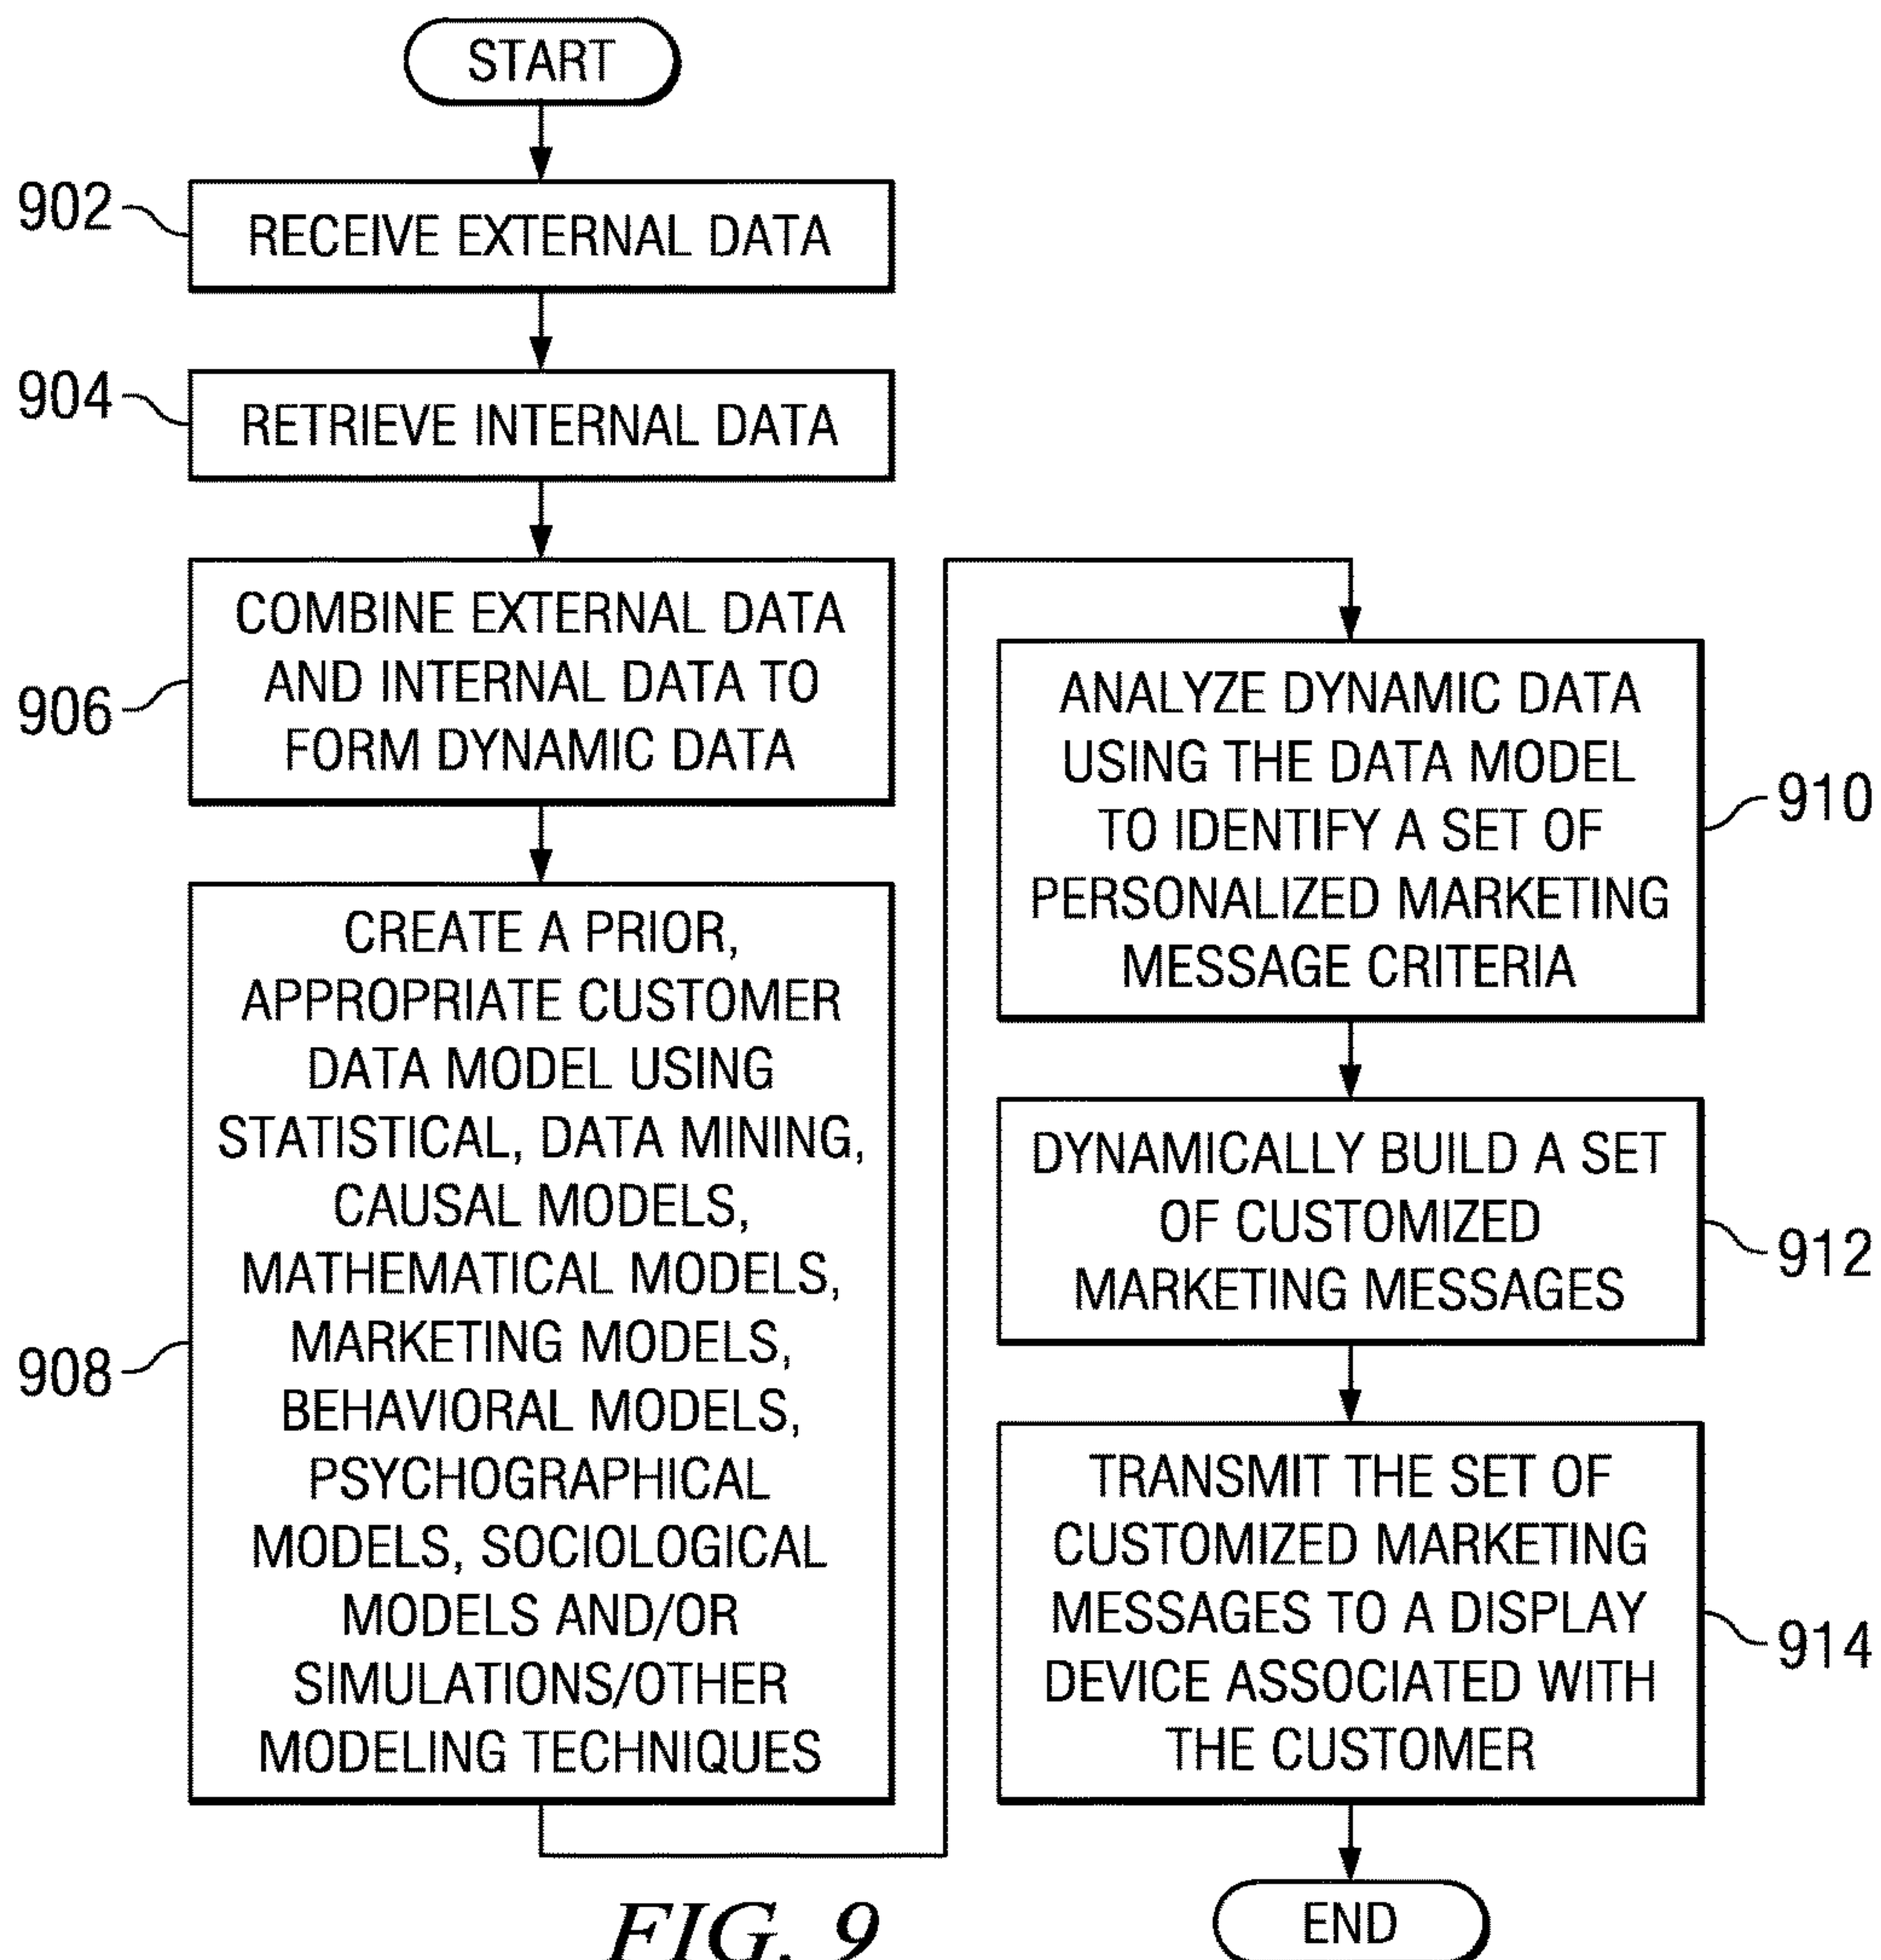 START
902
RECEIVE EXTERNAL DATA
904
RETRIEVE INTERNAL DATA
906
COMBINE EXTERNAL DATA
AND INTERNAL DATA TO
FORM DYNAMIC DATA
908
CREATE A PRIOR,
APPROPRIATE CUSTOMER
DATA MODEL USING
STATISTICAL, DATA MINING,
CAUSAL MODELS,
MATHEMATICAL MODELS,
MARKETING MODELS,
BEHAVIORAL MODELS,
PSYCHOGRAPHICAL
MODELS, SOCIOLOGICAL
MODELS AND/OR
SIMULATIONS/OTHER
MODELING TECHNIQUES
ANALYZE DYNAMIC DATA
USING THE DATA MODEL
TO IDENTIFY A SET OF
PERSONALIZED MARKETING
MESSAGE CRITERIA
910
DYNAMICALLY BUILD A SET
OF CUSTOMIZED
MARKETING MESSAGES
912
TRANSMIT THE SET OF
CUSTOMIZED MARKETING
MESSAGES TO A DISPLAY
DEVICE ASSOCIATED WITH
THE CUSTOMER
914
END
FIG. 9